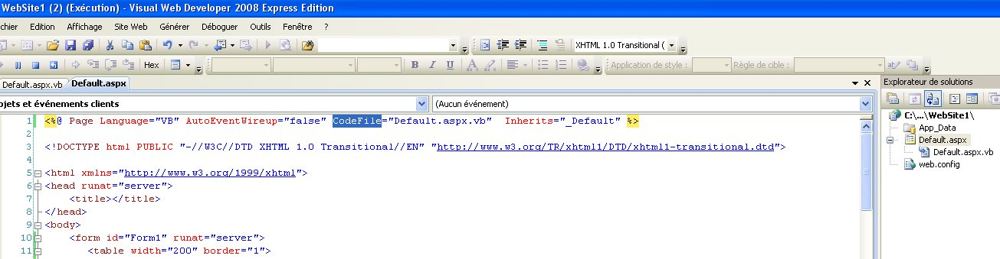 WebSite1 (2) (Exécution) - Visual Web Developer 2008 Express Edition
chier Edition Affichage Site Web Générer Déboguer Outils Fenêtre ?
XHTML 1.0 Transitional (
Hex B I U A Application de style : Règle de cible :
Default.aspx.vb Default.aspx
Explorateur de solutions
ojets et événements clients (Aucun événement)
1 <%@ Page Language="VB" AutoEventWireup="false" CodeFile="Default.aspx.vb" Inherits="_Default" %>
2
3 <!DOCTYPE html PUBLIC "-//W3C//DTD XHTML 1.0 Transitional//EN" "http://www.w3.org/TR/xhtml1/DTD/xhtml1-transitional.dtd">
4
5 <html xmlns="http://www.w3.org/1999/xhtml">
6 <head runat="server">
7 <title></title>
8 </head>
9 <body>
10 <form id="Form1" runat="server">
11 <table width="200" border="1">
C:\...\WebSite1\
App_Data
Default.aspx
Default.aspx.vb
web.config